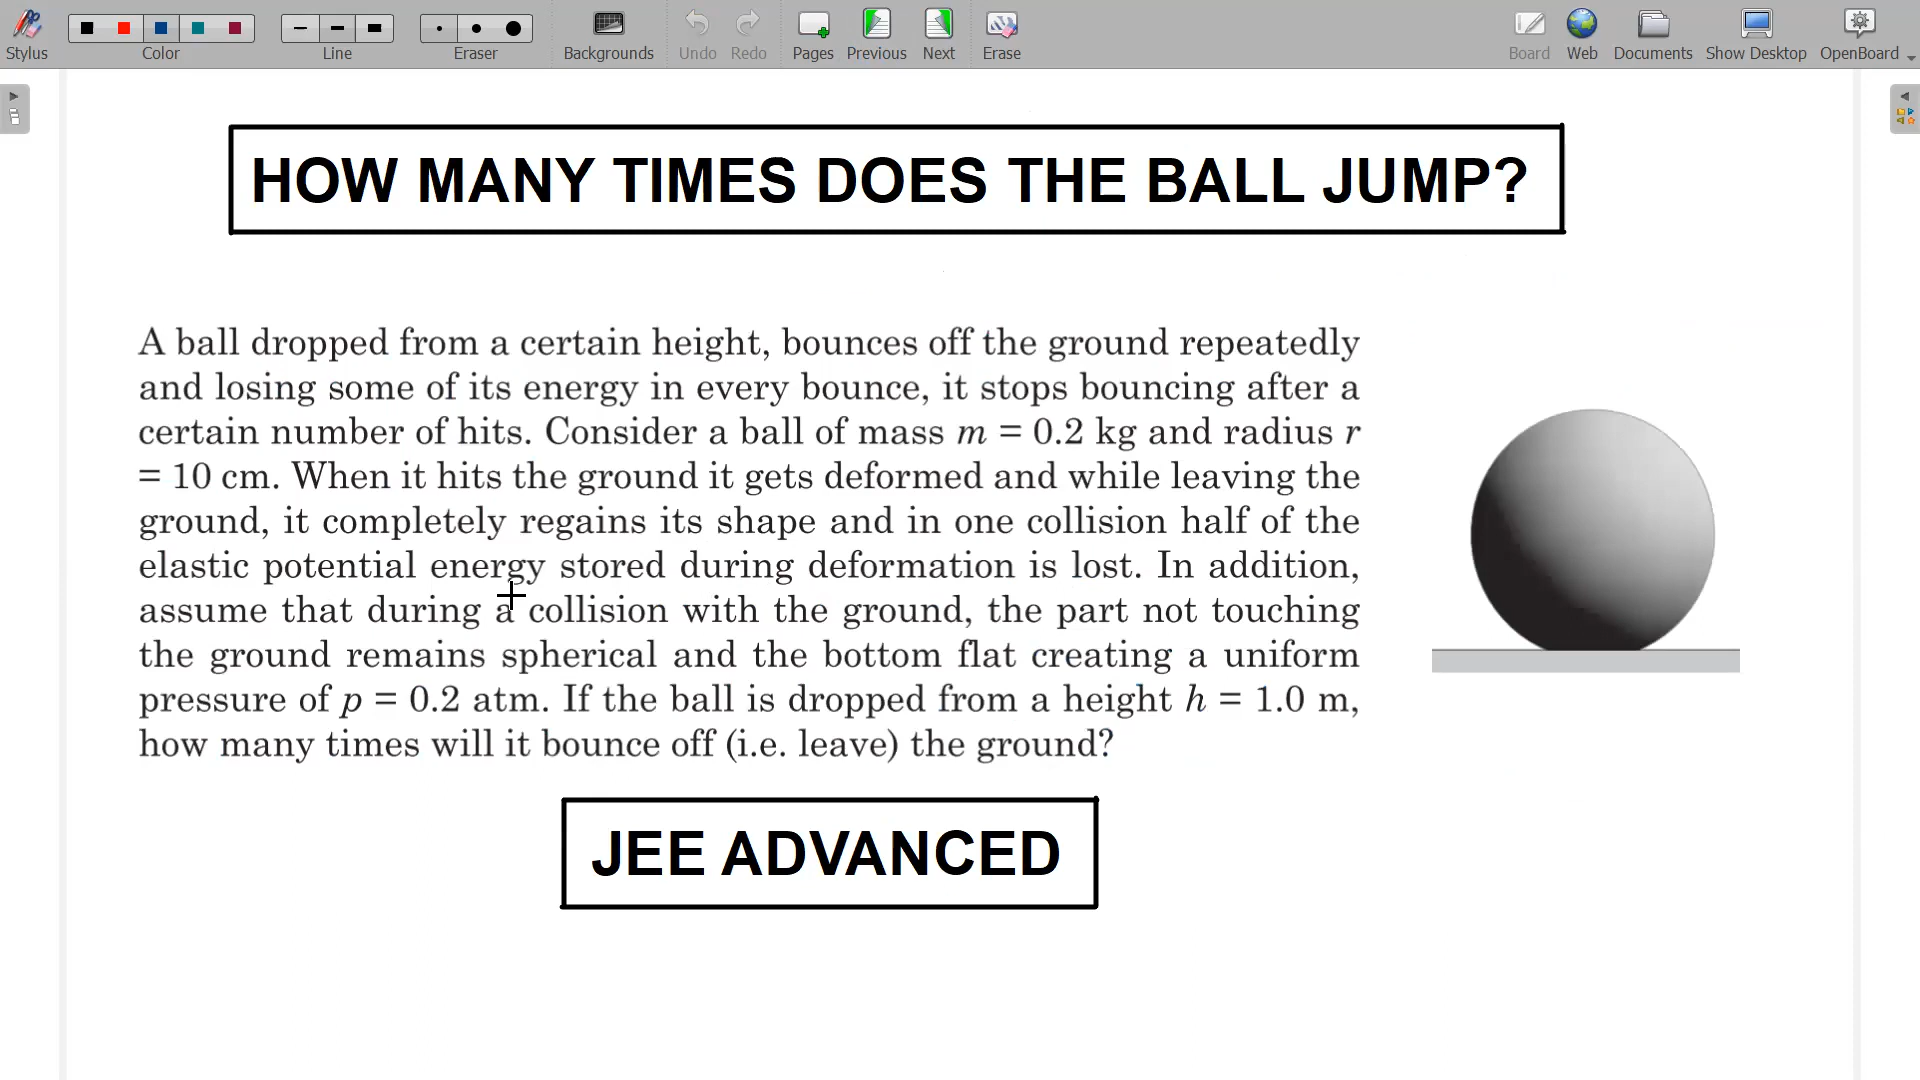 Stylus
Color
Line
Eraser
Backgrounds
Undo
Redo
Pages
Previous
Next
Erase
Board
Web
Documents
Show Desktop
OpenBoard
HOW MANY TIMES DOES THE BALL JUMP?
A ball dropped from a certain height, bounces off the ground repeatedly
and losing some of its energy in every bounce, it stops bouncing after a
certain number of hits. Consider a ball of mass m = 0.2 kg and radius r
= 10 cm. When it hits the ground it gets deformed and while leaving the
ground, it completely regains its shape and in one collision half of the
elastic potential energy stored during deformation is lost. In addition,
assume that during a collision with the ground, the part not touching
the ground remains spherical and the bottom flat creating a uniform
pressure of p = 0.2 atm. If the ball is dropped from a height h = 1.0 m,
how many times will it bounce off (i.e. leave) the ground?
JEE ADVANCED